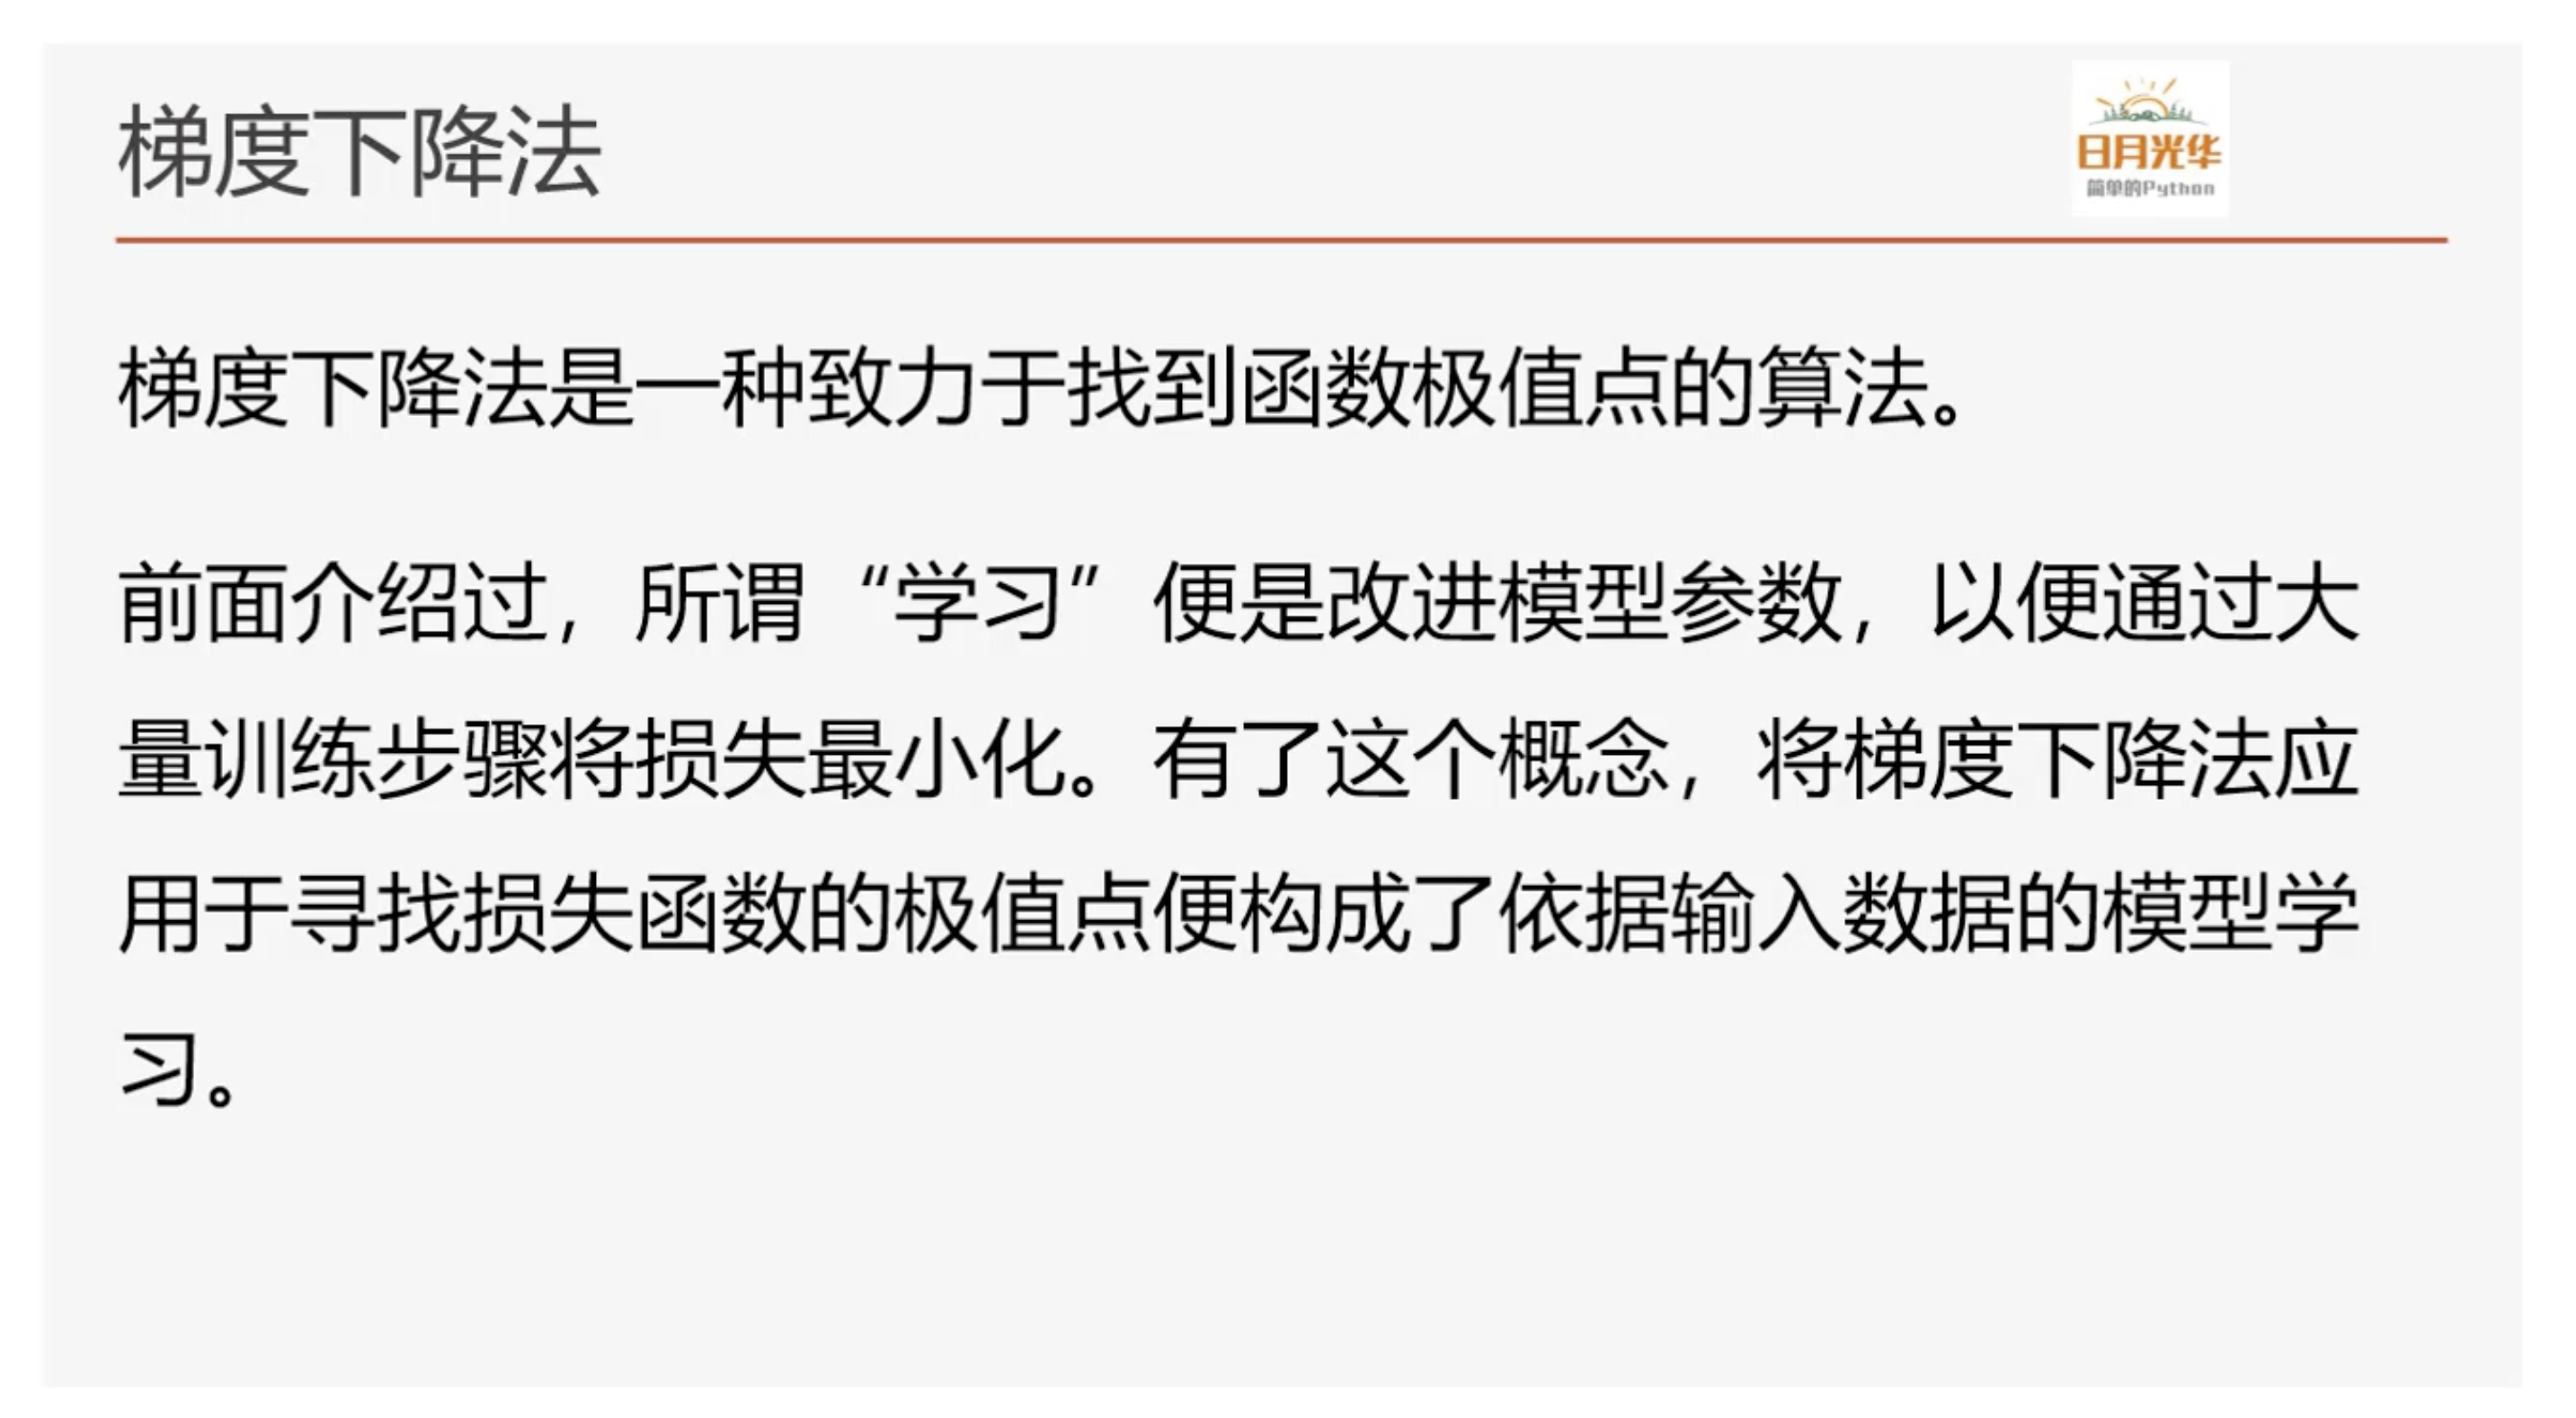 梯度下降法
日月光华
简单的Python
梯度下降法是一种致力于找到函数极值点的算法。
前面介绍过，所谓“学习”便是改进模型参数，以便通过大
量训练步骤将损失最小化。有了这个概念，将梯度下降法应
用于寻找损失函数的极值点便构成了依据输入数据的模型学
习。